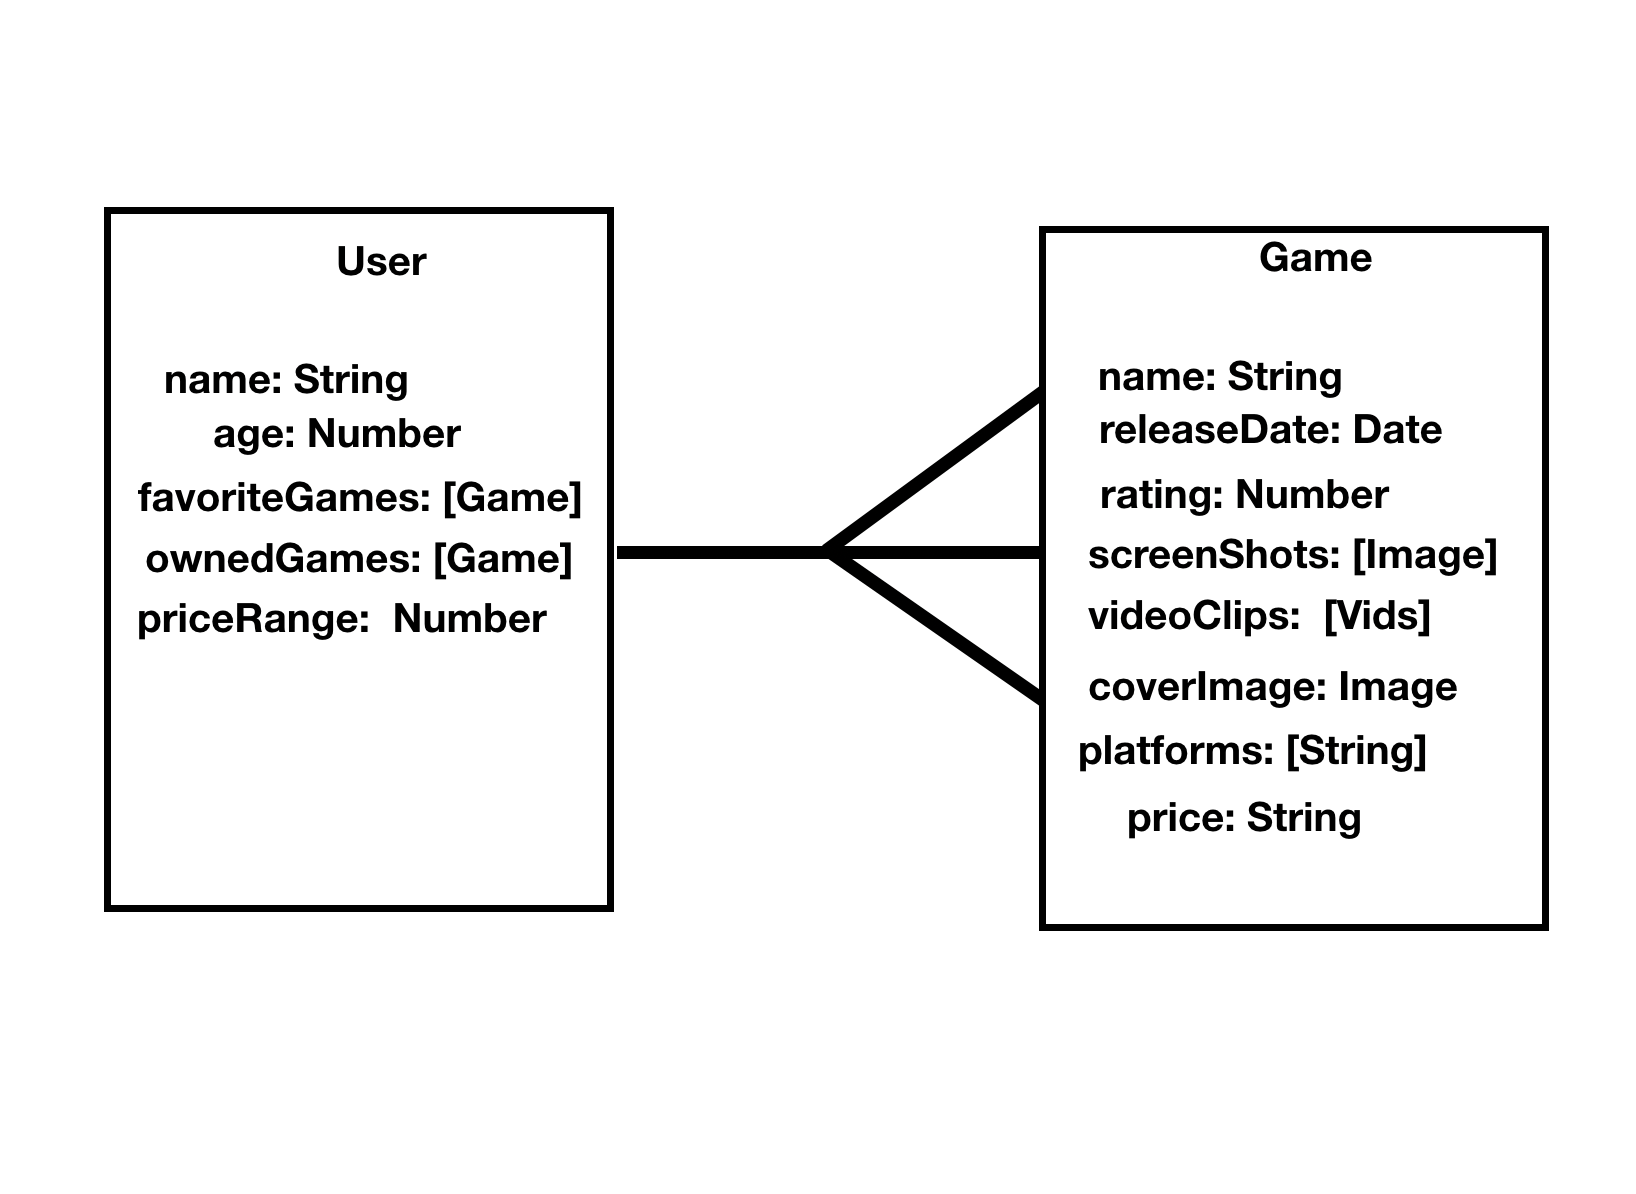 User
name: String
age: Number
favoriteGames: [Game]
ownedGames: [Game]
priceRange:  Number
Game
name: String
releaseDate: Date
rating: Number
screenShots: [Image]
videoClips:  [Vids]
coverImage: Image
platforms: [String]
price: String